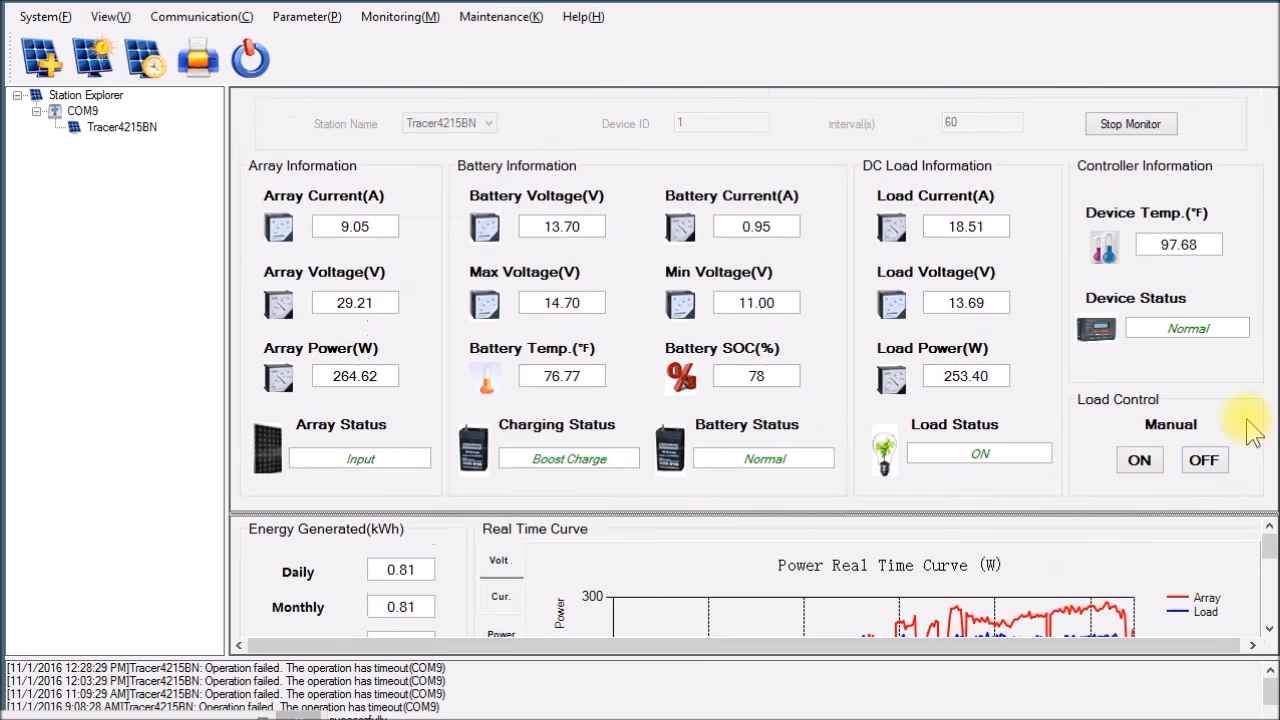 System(F) View(V) Communication(C) Parameter(P) Monitoring(M) Maintenance(K) Help(H)
Station Explorer
COM9
Tracer4215BN
Station Name Tracer4215BN Device ID 1 interval(s) 60 Stop Monitor
Array Information Battery Information DC Load Information Controller Information
Array Current(A) Battery Voltage(V) Battery Current(A) Load Current(A)
Device Temp.(℉)
9.05 13.70 0.95 18.51
97.68
Array Voltage(V) Max Voltage(V) Min Voltage(V) Load Voltage(V)
Device Status
29.21 14.70 11.00 13.69
Normal
Array Power(W) Battery Temp.(℉) Battery SOC(%) Load Power(W)
264.62 76.77 % 78 253.40
Load Control
Array Status Charging Status Battery Status Load Status Manual
Input Boost Charge Normal ON ON OFF
Energy Generated(kWh) Real Time Curve
Volt.
Power Real Time Curve (W)
Daily 0.81
Cur. 300 Array
Monthly 0.81 Power Load
Power
[11/1/2016 12:28:29 PM]Tracer4215BN: Operation failed. The operation has timeout(COM9)
[11/1/2016 12:03:29 PM]Tracer4215BN: Operation failed. The operation has timeout(COM9)
[11/1/2016 11:09:29 AM]Tracer4215BN: Operation failed. The operation has timeout(COM9)
[11/1/2016 9:08:28 AM]Tracer4215BN: Operation failed. The operation has timeout(COM9)